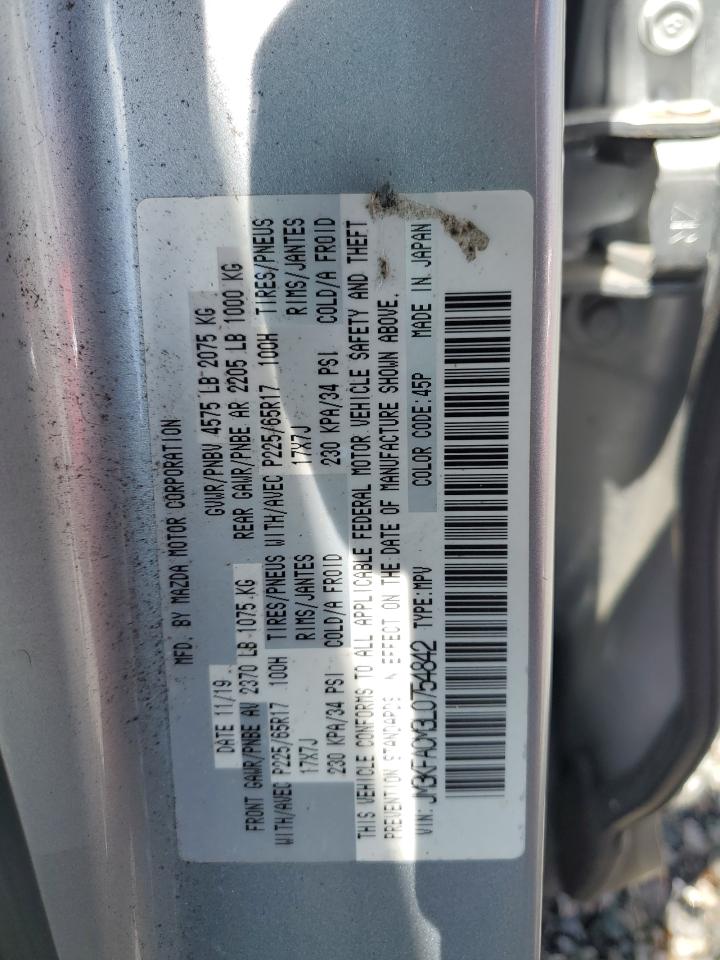 MFD. BY MAZDA MOTOR CORPORATION
DATE 11/19 GVWR/PNBV 4575 LB 2075 KG
FRONT GAWR/PNBE AV 2370 LB 1075 KG REAR GAWR/PNBE AR 2205 LB 1000 KG
WITH/AVEC P225/65R17 100H TIRES/PNEUS WITH/AVEC P225/65R17 100H TIRES/PNEUS
17X7J RIMS/JANTES 17X7J RIMS/JANTES
230 KPA/34 PSI COLD/A FROID 230 KPA/34 PSI COLD/A FROID
THIS VEHICLE CONFORMS TO ALL APPLICABLE FEDERAL MOTOR VEHICLE SAFETY AND THEFT
PREVENTION STANDARDS EFFECT ON THE DATE OF MANUFACTURE SHOWN ABOVE.
VIN: JM3KFACM3L0754842 TYPE:MPV COLOR CODE:45P MADE IN JAPAN